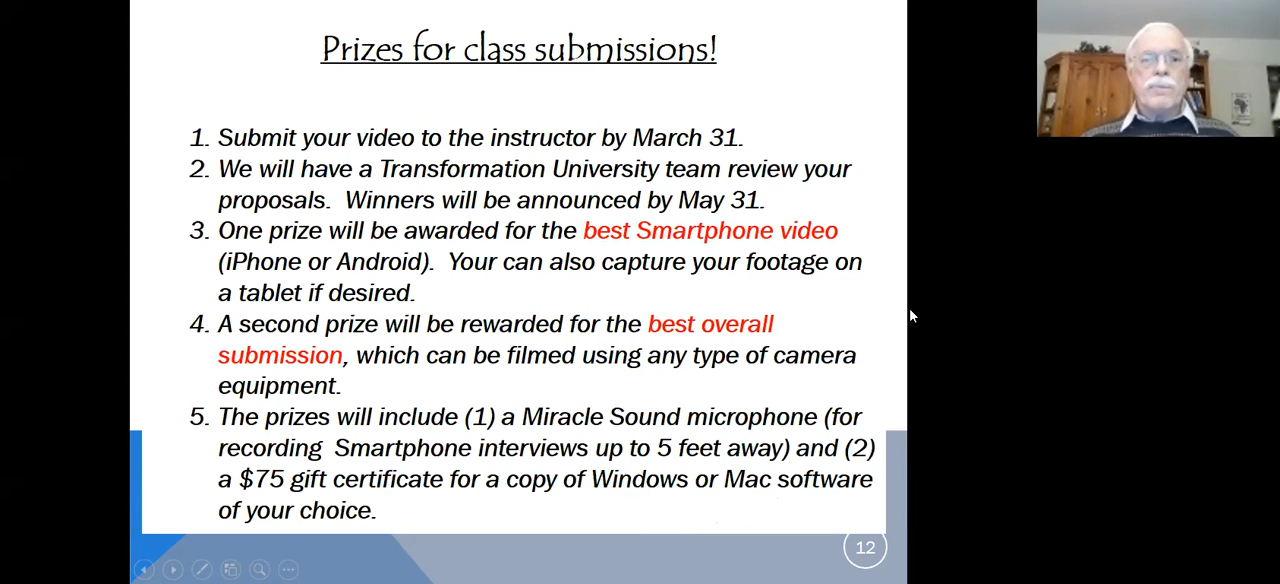 Prizes for class submissions!
1. Submit your video to the instructor by March 31.
2. We will have a Transformation University team review your
proposals.  Winners will be announced by May 31.
3. One prize will be awarded for the best Smartphone video
(iPhone or Android).  Your can also capture your footage on
a tablet if desired.
4. A second prize will be rewarded for the best overall
submission, which can be filmed using any type of camera
equipment.
5. The prizes will include (1) a Miracle Sound microphone (for
recording  Smartphone interviews up to 5 feet away) and (2)
a $75 gift certificate for a copy of Windows or Mac software
of your choice.
12